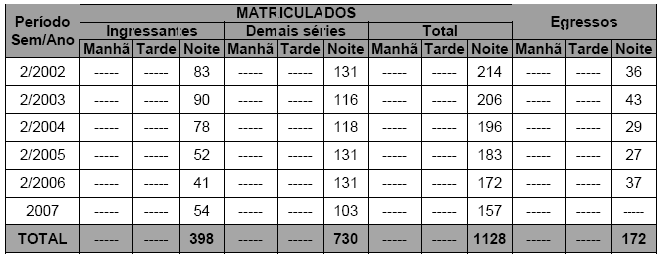 Período Sem/Ano MATRICULADOS Egressos
Ingressantes Demais séries Total
Manhã Tarde Noite Manhã Tarde Noite Manhã Tarde Noite Manhã Tarde Noite
2/2002 ----- ----- 83 ----- ----- 131 ----- ----- 214 ----- ----- 36
2/2003 ----- ----- 90 ----- ----- 116 ----- ----- 206 ----- ----- 43
2/2004 ----- ----- 78 ----- ----- 118 ----- ----- 196 ----- ----- 29
2/2005 ----- ----- 52 ----- ----- 131 ----- ----- 183 ----- ----- 27
2/2006 ----- ----- 41 ----- ----- 131 ----- ----- 172 ----- ----- 37
2007 ----- ----- 54 ----- ----- 103 ----- ----- 157 ----- ----- -----
TOTAL ----- ----- 398 ----- ----- 730 ----- ----- 1128 ----- ----- 172